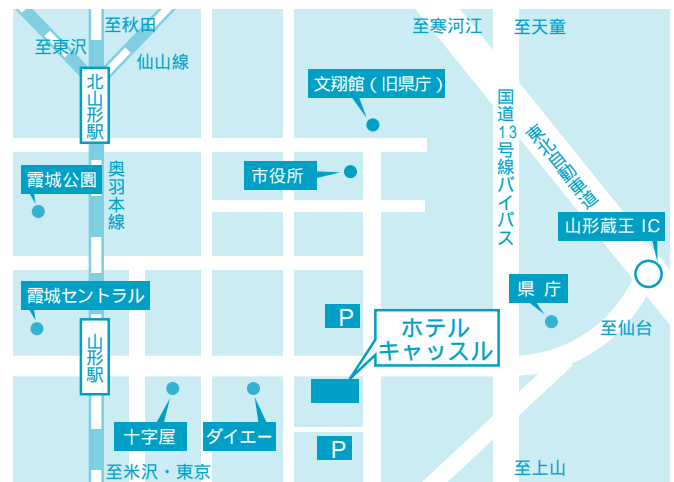 至秋田
至東沢
仙山線
北山形駅
至寒河江
至天童
文翔館（旧県庁）
国道13号線バイパス
東北自動車道
市役所
霞城公園
奥羽本線
山形蔵王 I.C
県 庁
霞城セントラル
P
ホテル
キャッスル
至仙台
山形駅
十字屋
ダイエー
P
至米沢・東京
至上山